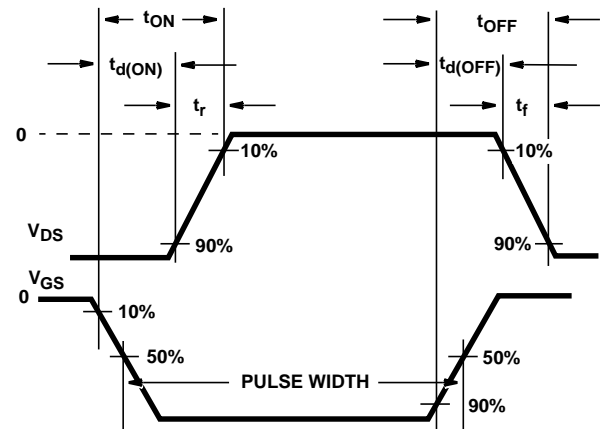 tON
tOFF
td(ON)
td(OFF)
tr
tf
0
10%
10%
VDS
90%
90%
VGS
0
10%
50%
50%
PULSE WIDTH
90%